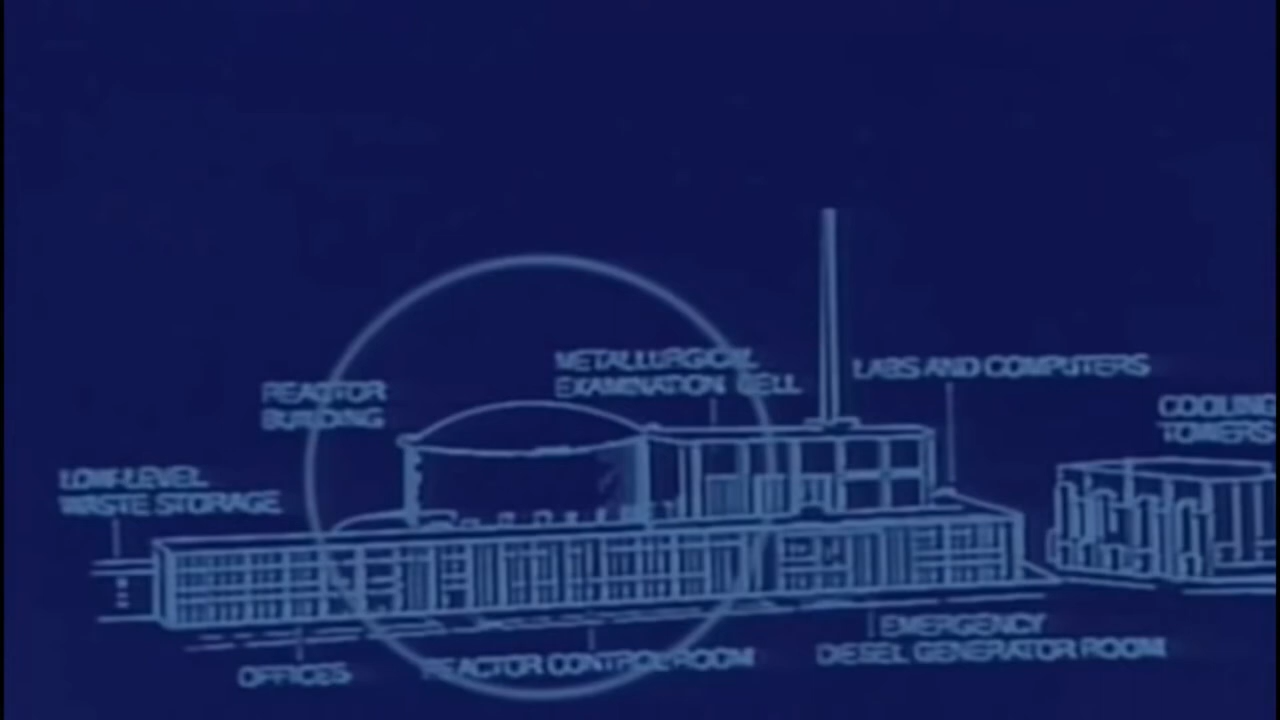 METALLURGICAL
EXAMINATION CELL
LABS AND COMPUTERS
REACTOR
BUILDING
COOLING
TOWERS
LOW-LEVEL
WASTE STORAGE
EMERGENCY
DIESEL GENERATOR ROOM
OFFICES
REACTOR CONTROL ROOM